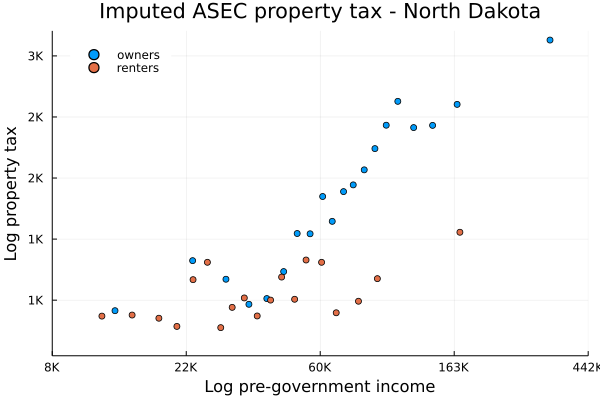 Imputed ASEC property tax - North Dakota
owners
renters
3K
2K
2K
1K
1K
Log property tax
8K
22K
60K
163K
442K
Log pre-government income